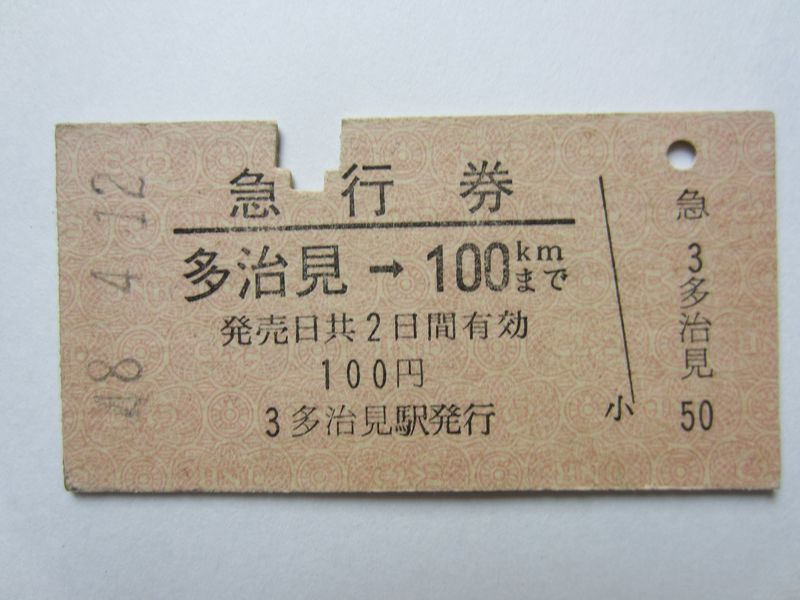 48.4.12
急行券
多治見→100kmまで
発売日共2日間有効
100円
3多治見駅発行
小
急
3多治見
50